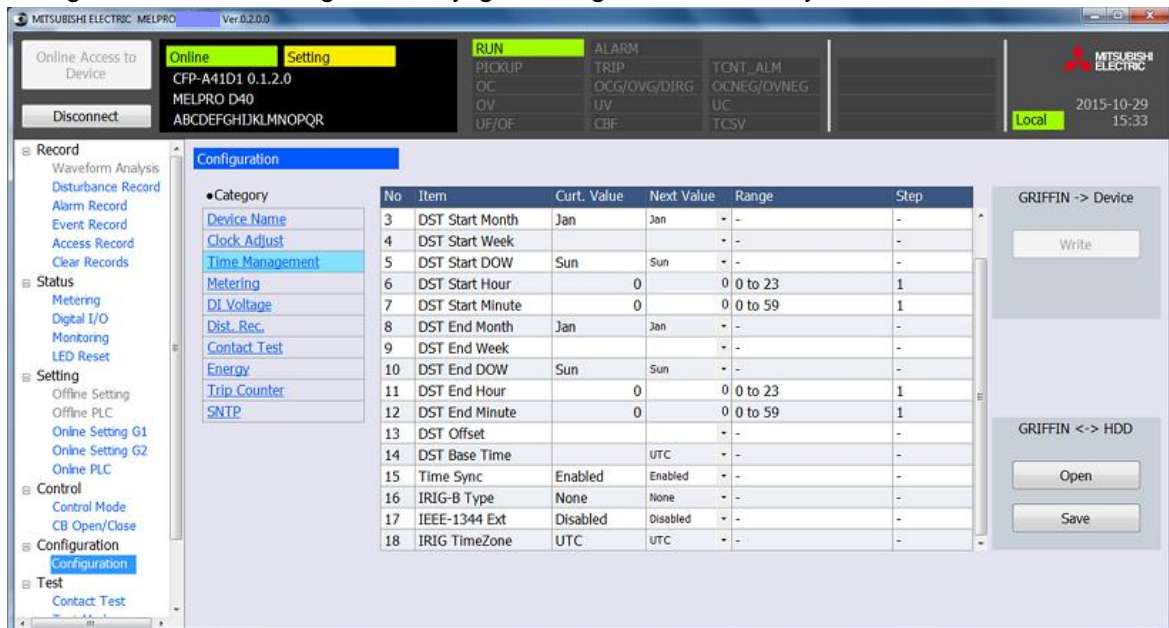 MITSUBISHI ELECTRIC MELPRO Ver.0.2.0.0
Online Access to
Device
Disconnect
Online Setting
CFP-A41D1 0.1.2.0
MELPRO D40
ABCDEFGHIJKLMNOPQR
RUN ALARM
PICKUP TRIP TCNT_ALM
OC OCG/OVG/DIRG OCNEG/OVNEG
OV UV UC
UF/OF CBF TCSV
MITSUBISHI
ELECTRIC
2015-10-29
Local 15:33
Record
Waveform Analysis
Disturbance Record
Alarm Record
Event Record
Access Record
Clear Records
Status
Metering
Digital I/O
Monitoring
LED Reset
Setting
Offline Setting
Offline PLC
Online Setting G1
Online Setting G2
Online PLC
Control
Control Mode
CB Open/Close
Configuration
Configuration
Test
Contact Test
Configuration
●Category
Device Name
Clock Adjust
Time Management
Metering
DI Voltage
Dist. Rec.
Contact Test
Energy
Trip Counter
SNTP
No Item Curt. Value Next Value Range Step
3 DST Start Month Jan Jan - -
4 DST Start Week - -
5 DST Start DOW Sun Sun - -
6 DST Start Hour 0 0 0 to 23 1
7 DST Start Minute 0 0 0 to 59 1
8 DST End Month Jan Jan - -
9 DST End Week - -
10 DST End DOW Sun Sun - -
11 DST End Hour 0 0 0 to 23 1
12 DST End Minute 0 0 0 to 59 1
13 DST Offset - -
14 DST Base Time UTC - -
15 Time Sync Enabled Enabled - -
16 IRIG-B Type None None - -
17 IEEE-1344 Ext Disabled Disabled - -
18 IRIG TimeZone UTC UTC - -
GRIFFIN -> Device
Write
GRIFFIN <-> HDD
Open
Save